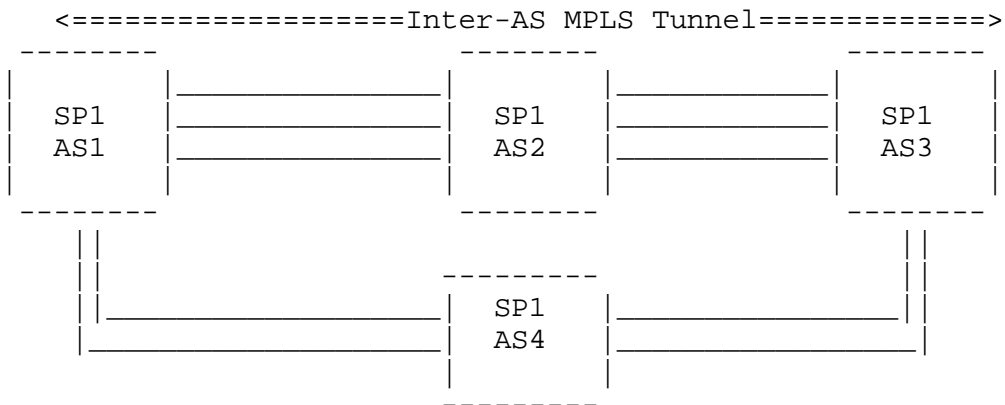 <===================Inter-AS MPLS Tunnel=============>
SP1 SP1 SP1
AS1 AS2 AS3
SP1
AS4